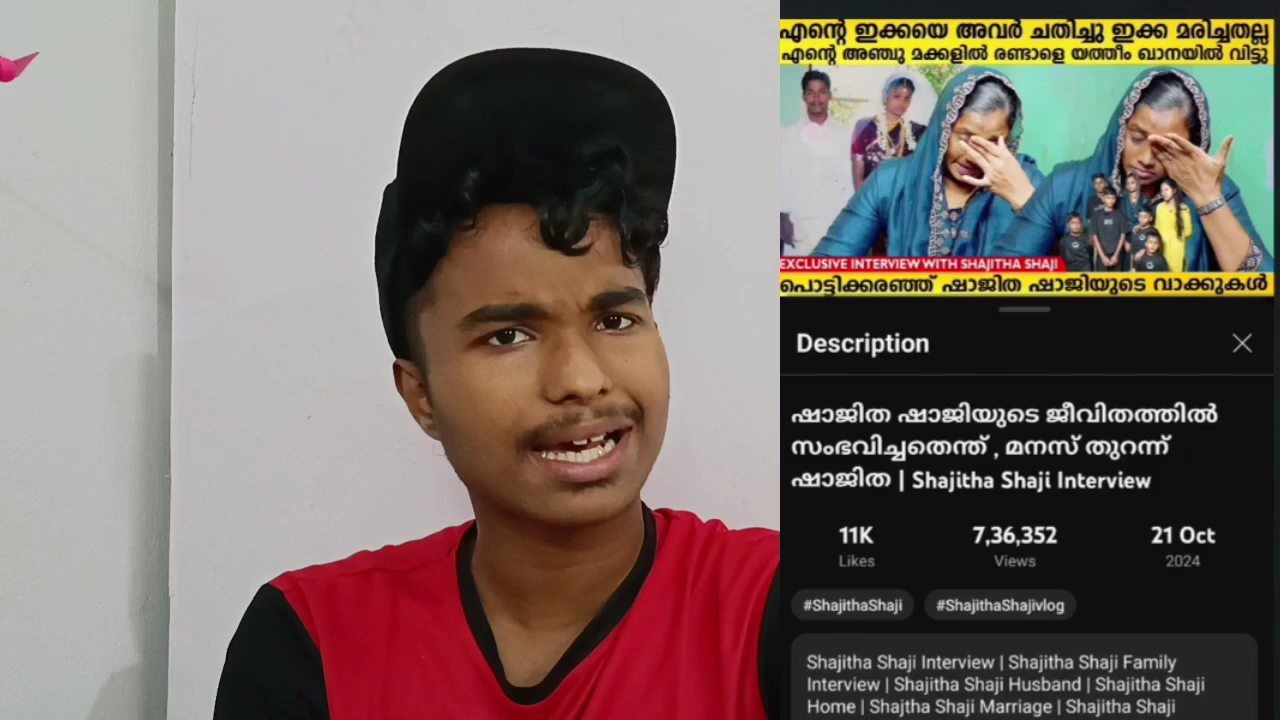 എന്റെ ഇക്കയെ അവർ ചതിച്ചു ഇക്ക മരിച്ചതല്ല
എന്റെ അഞ്ചു മക്കളിൽ രണ്ടാളെ യത്തീം ഖാനയിൽ വിട്ടു
EXCLUSIVE INTERVIEW WITH SHAJITHA SHAJI
പൊട്ടിക്കരഞ്ഞ് ഷാജിത ഷാജിയുടെ വാക്കുകൾ
Description
ഷാജിത ഷാജിയുടെ ജീവിതത്തിൽ
സംഭവിച്ചതെന്ത് , മനസ് തുറന്ന്
ഷാജിത | Shajitha Shaji Interview
11K 7,36,352 21 Oct
Likes Views 2024
#ShajithaShaji #ShajithaShajivlog
Shajitha Shaji Interview | Shajitha Shaji Family
Interview | Shajitha Shaji Husband | Shajitha Shaji
Home | Shajtha Shaji Marriage | Shajitha Shaji